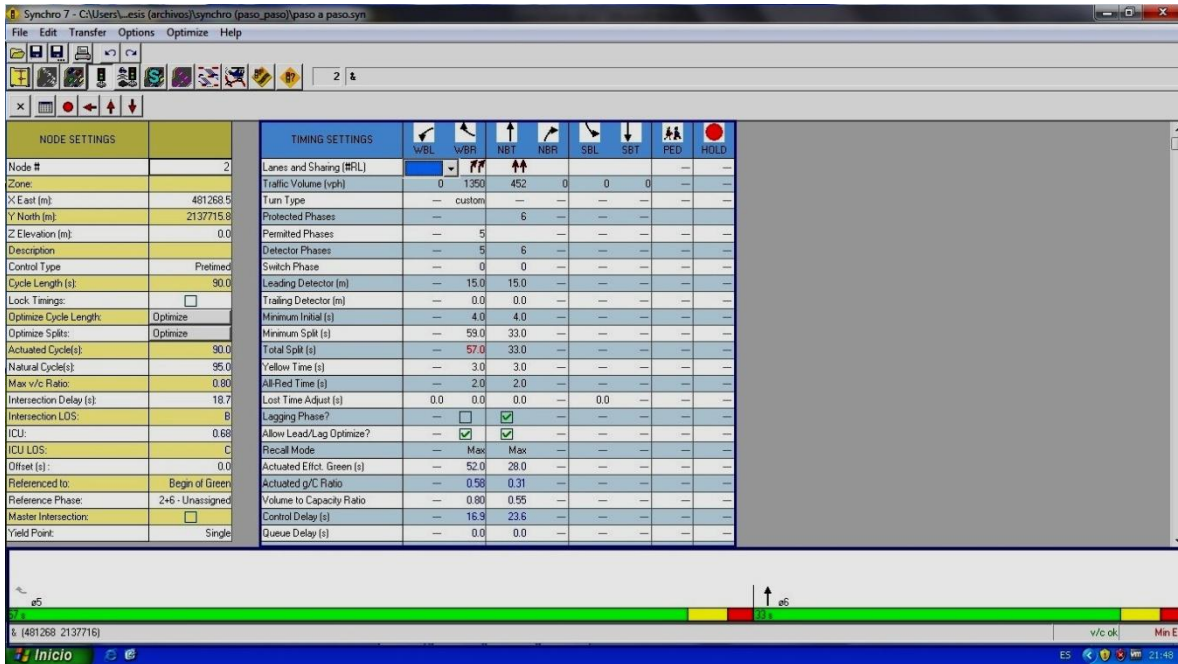 Synchro 7 - C:\Users\...esis (archivos)\synchro (paso_paso)\paso a paso.syn
File Edit Transfer Options Optimize Help
2 &
NODE SETTINGS
Node # 2
Zone:
X East (m): 481268.5
Y North (m): 2137715.8
Z Elevation (m): 0.0
Description
Control Type Pretimed
Cycle Length (s): 90.0
Lock Timings:
Optimize Cycle Length: Optimize
Optimize Splits: Optimize
Actuated Cycle(s): 90.0
Natural Cycle(s): 95.0
Max v/c Ratio: 0.80
Intersection Delay (s): 18.7
Intersection LOS: B
ICU: 0.68
ICU LOS: C
Offset (s) : 0.0
Referenced to: Begin of Green
Reference Phase: 2+6 - Unassigned
Master Intersection:
Yield Point: Single
TIMING SETTINGS WBL WBR NBT NBR SBL SBT PED HOLD
Lanes and Sharing (#RL) — —
Traffic Volume (vph) 0 1350 452 0 0 0 — —
Turn Type — custom — — — — — —
Protected Phases — 6 — — —
Permitted Phases — 5 — — — —
Detector Phases — 5 6 — — — — —
Switch Phase — 0 0 — — — — —
Leading Detector (m) — 15.0 15.0 — — — — —
Trailing Detector (m) — 0.0 0.0 — — — — —
Minimum Initial (s) — 4.0 4.0 — — — — —
Minimum Split (s) — 59.0 33.0 — — — — —
Total Split (s) — 57.0 33.0 — — — — —
Yellow Time (s) — 3.0 3.0 — — — — —
All-Red Time (s) — 2.0 2.0 — — — — —
Lost Time Adjust (s) 0.0 0.0 0.0 — 0.0 — — —
Lagging Phase? — — — — — —
Allow Lead/Lag Optimize? — — — — — —
Recall Mode — Max Max — — — — —
Actuated Effct. Green (s) — 52.0 28.0 — — — — —
Actuated g/C Ratio — 0.58 0.31 — — — — —
Volume to Capacity Ratio — 0.80 0.55 — — — — —
Control Delay (s) — 16.9 23.6 — — — — —
Queue Delay (s) — 0.0 0.0 — — — — —
ø5 ø6
57 s 33 s
& (481268 2137716) v/c ok Min E
Inicio ES 21:48